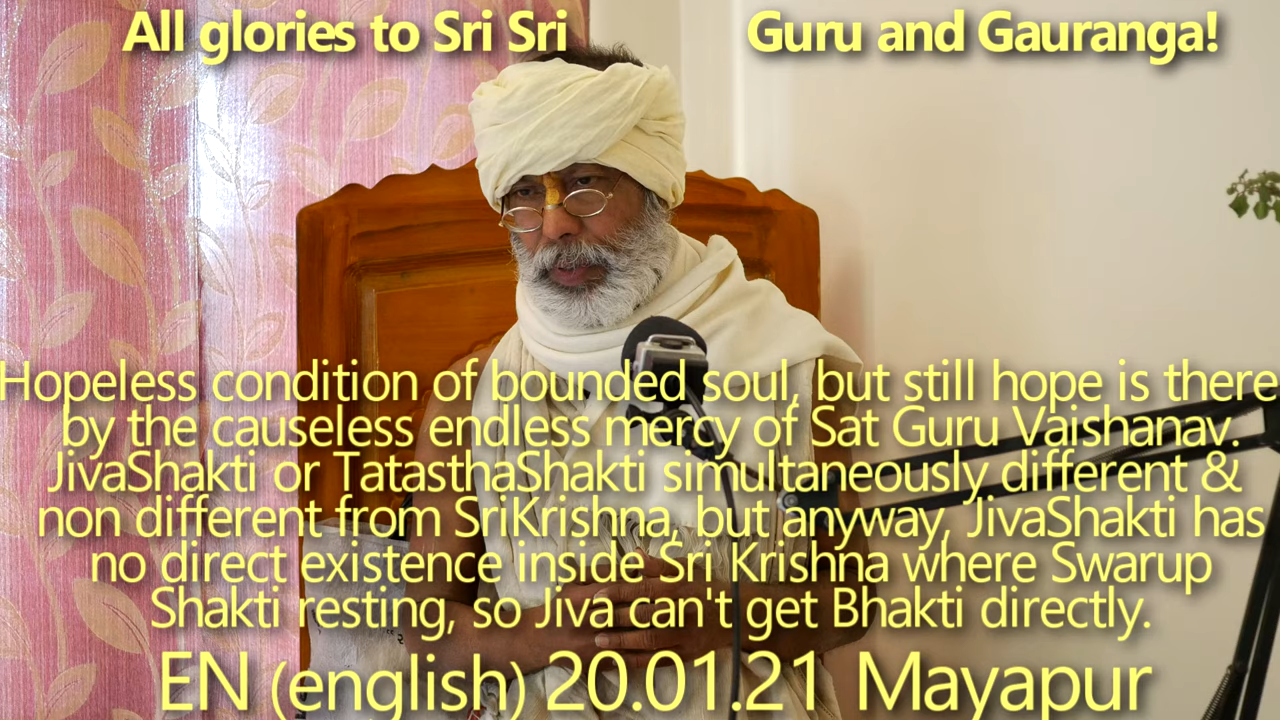 All glories to Sri Sri Guru and Gauranga!
Hopeless condition of bounded soul, but still hope is there
by the causeless endless mercy of Sat Guru Vaishanav.
JivaShakti or TatasthaShakti simultaneously different &
non different from SriKrishna, but anyway, JivaShakti has
no direct existence inside Sri Krishna where Swarup
Shakti resting, so Jiva can't get Bhakti directly.
EN (english) 20.01.21 Mayapur